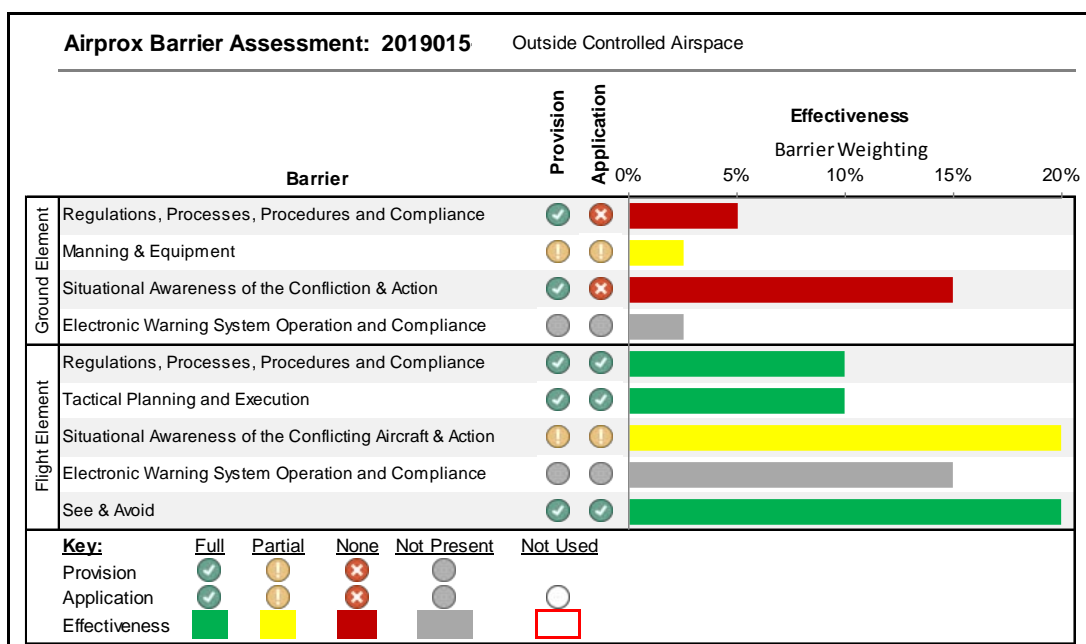 Airprox Barrier Assessment: 2019015 Outside Controlled Airspace
Barrier Provision Application Effectiveness
Barrier Weighting
0% 5% 10% 15% 20%
Ground Element
Regulations, Processes, Procedures and Compliance
Manning & Equipment
Situational Awareness of the Confliction & Action
Electronic Warning System Operation and Compliance
Flight Element
Regulations, Processes, Procedures and Compliance
Tactical Planning and Execution
Situational Awareness of the Conflicting Aircraft & Action
Electronic Warning System Operation and Compliance
See & Avoid
Key: Full Partial None Not Present Not Used
Provision
Application
Effectiveness